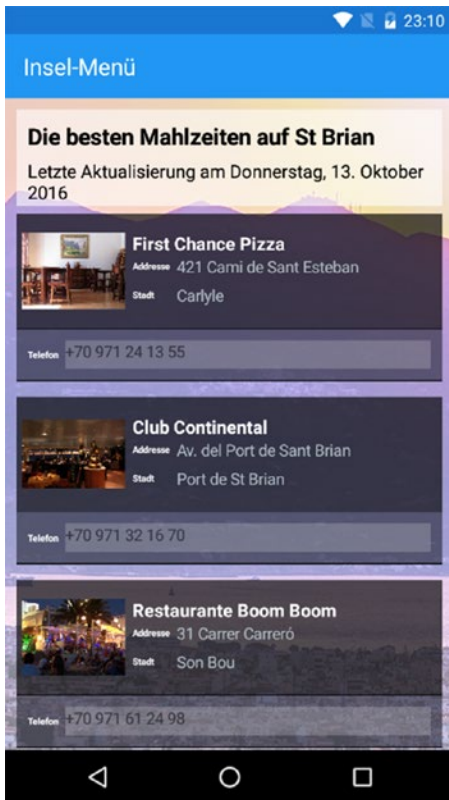 23:10
Insel-Menü
Die besten Mahlzeiten auf St Brian
Letzte Aktualisierung am Donnerstag, 13. Oktober
2016
First Chance Pizza
Addresse 421 Cami de Sant Esteban
Stadt Carlyle
Telefon +70 971 24 13 55
Club Continental
Addresse Av. del Port de Sant Brian
Stadt Port de St Brian
Telefon +70 971 32 16 70
Restaurante Boom Boom
Addresse 31 Carrer Carreró
Stadt Son Bou
Telefon +70 971 61 24 98